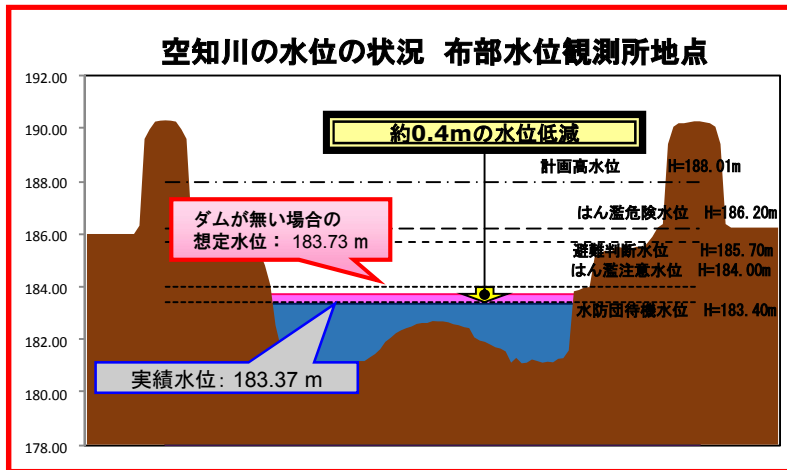 空知川の水位の状況 布部水位観測所地点
192.00
190.00
188.00
186.00
184.00
182.00
180.00
178.00
約0.4mの水位低減
計画高水位 H=188.01m
はん濫危険水位 H=186.20m
避難判断水位 H=185.70m
はん濫注意水位 H=184.00m
水防団待機水位 H=183.40m
ダムが無い場合の
想定水位： 183.73 m
実績水位：183.37 m